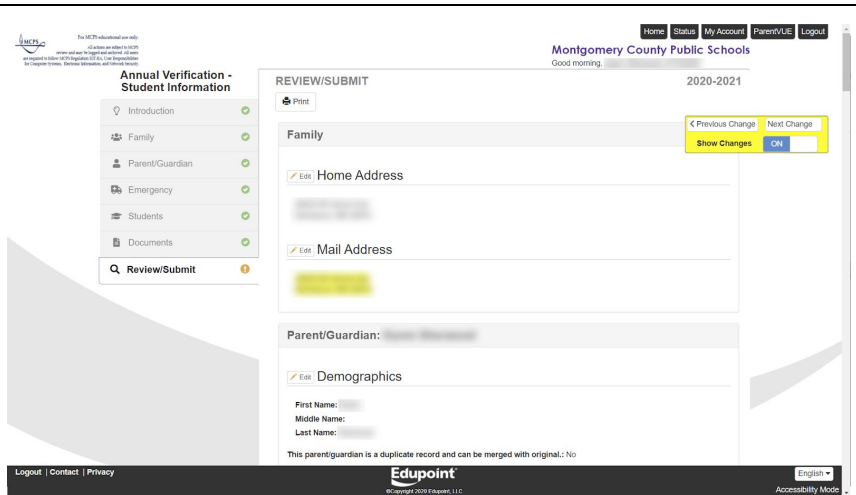 MCPS
For MCPS educational use only.
All actions are subject to MCPS
review and may be logged and archived. All users
are required to follow MCPS Regulation IGT-RA, User Responsibilities
for Computer Systems, Electronic Information, and Network Security
Home Status My Account ParentVUE Logout
Montgomery County Public Schools
Good morning,
Annual Verification -
Student Information
Introduction
Family
Parent/Guardian
Emergency
Students
Documents
Review/Submit
REVIEW/SUBMIT 2020-2021
Print
Previous Change Next Change
Show Changes ON
Family
Edit Home Address
Edit Mail Address
Parent/Guardian:
Edit Demographics
First Name:
Middle Name:
Last Name:
This parent/guardian is a duplicate record and can be merged with original.: No
Logout | Contact | Privacy
Edupoint
©Copyright 2020 Edupoint, LLC
English
Accessibility Mode